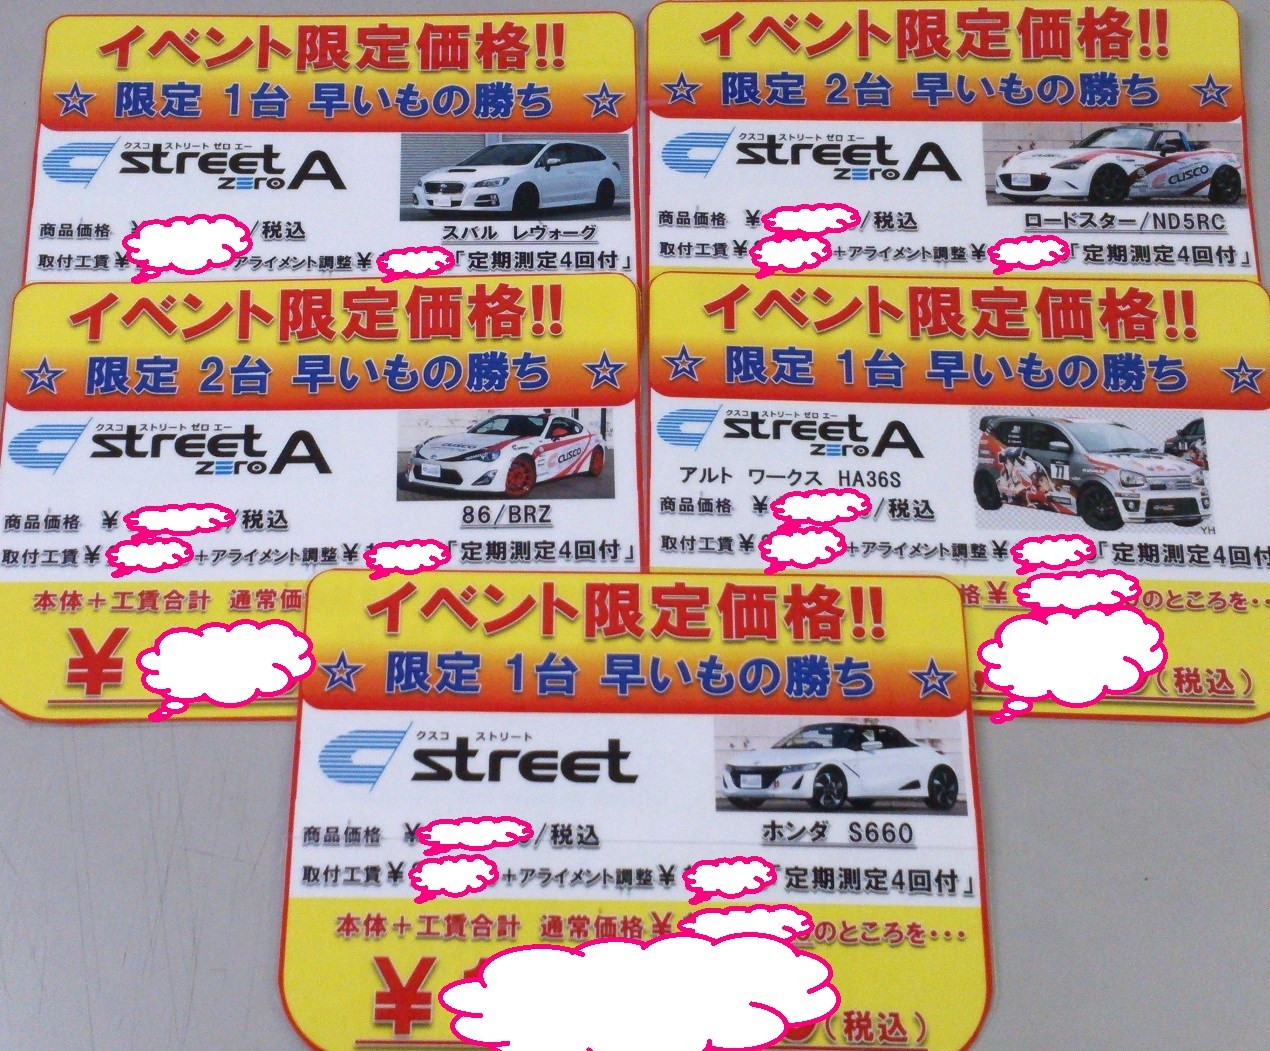 イベント限定価格!!
☆ 限定 1台 早いもの勝ち ☆
クスコ ストリート ゼロ エー
street zero A
商品価格 ¥ /税込
スバル レヴォーグ
取付工賃¥ アライメント調整¥ 「定期測定4回付」
イベント限定価格!!
☆ 限定 2台 早いもの勝ち ☆
クスコ ストリート ゼロ エー
street zero A
CUSCO
商品価格 ¥ /税込
ロードスター/ND5RC
取付工賃¥ +アライメント調整¥ 「定期測定4回付」
イベント限定価格!!
☆ 限定 2台 早いもの勝ち ☆
クスコ ストリート ゼロ エー
street zero A
CUSCO
CUSCO
86/BRZ
商品価格 ¥ /税込
取付工賃¥ +アライメント調整¥ 「定期測定4回付」
本体+工賃合計 通常価
¥
イベント限定価格!!
☆ 限定 1台 早いもの勝ち ☆
クスコ ストリート ゼロ エー
street zero A
アルト ワークス HA36S
商品価格 ¥ /税込
YH
取付工賃¥ +アライメント調整¥ 「定期測定4回付
格¥ のところを‥
(税込)
イベント限定価格!!
☆ 限定 1台 早いもの勝ち ☆
クスコ ストリート
street
商品価格 ¥ /税込
ホンダ S660
取付工賃¥ +アライメント調整¥ 「定期測定4回付」
本体+工賃合計 通常価格¥ のところを・・・
¥ (税込)